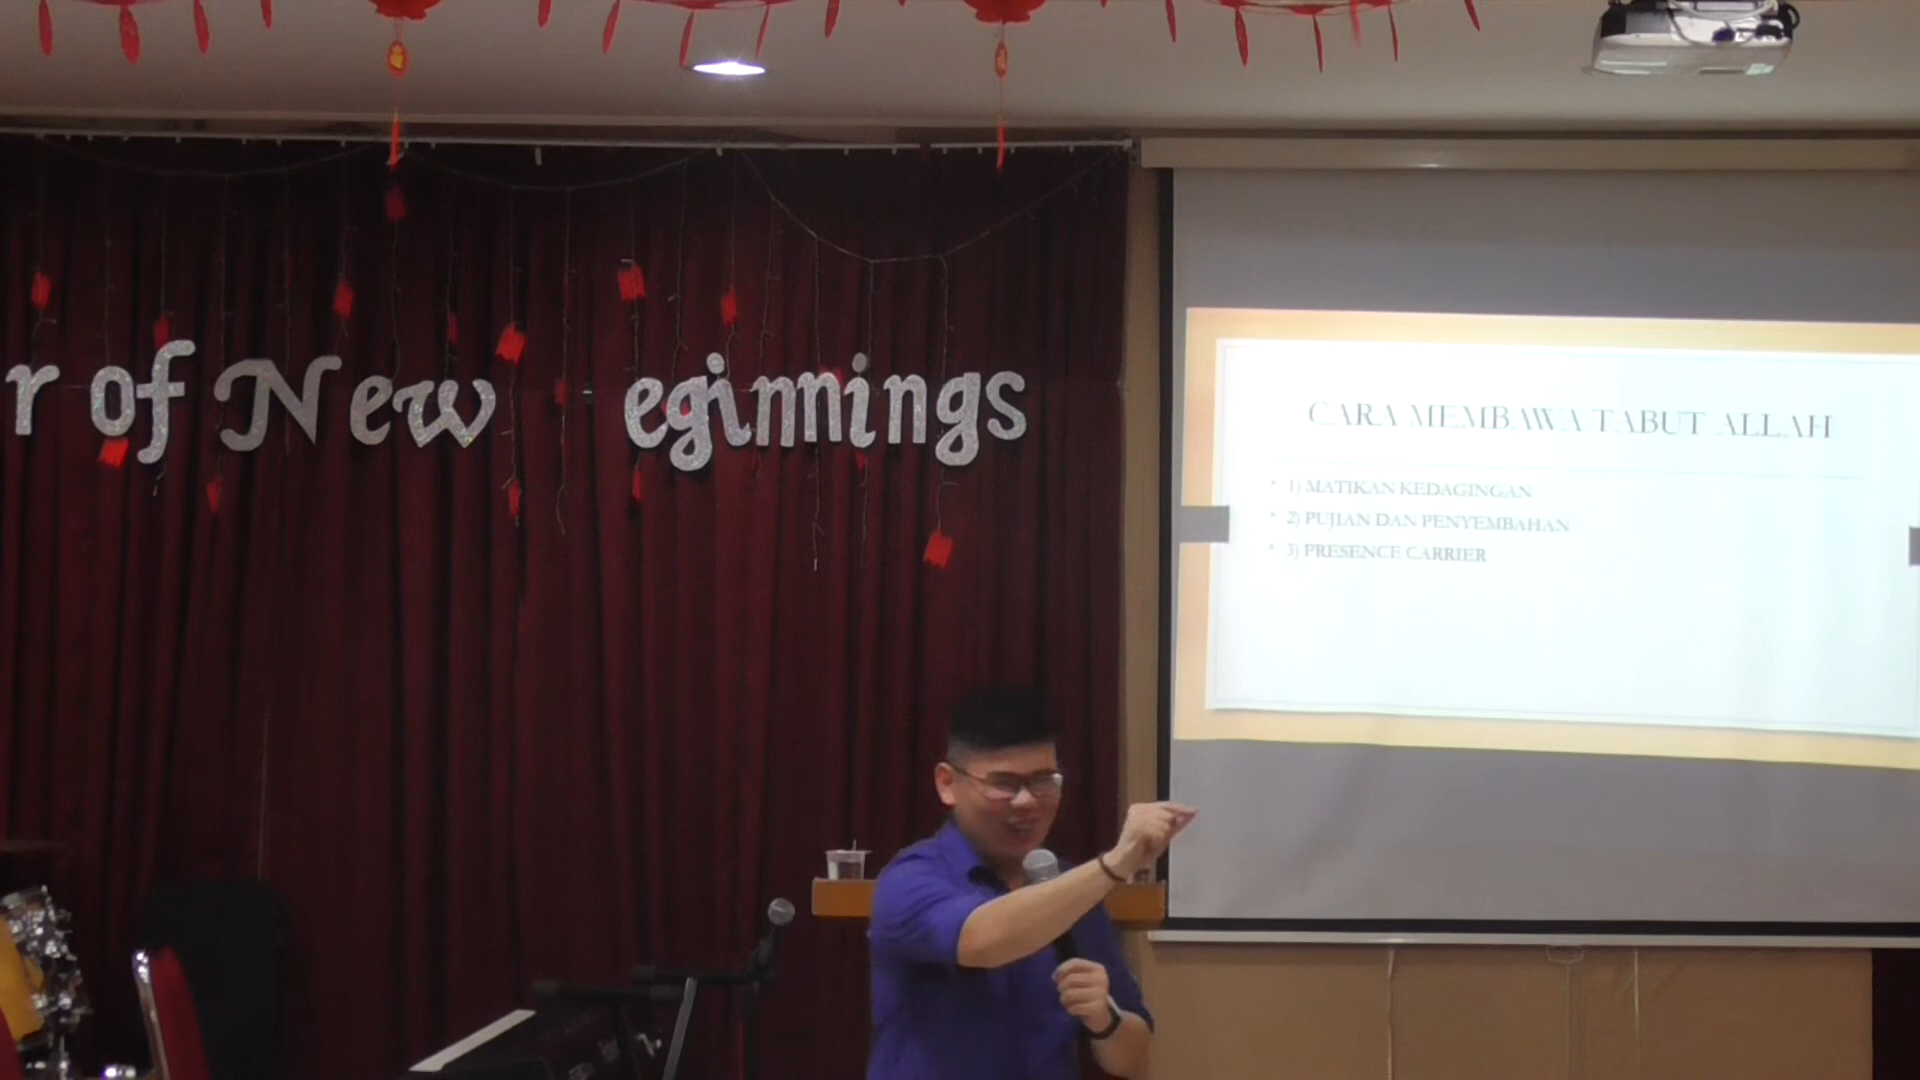 r of New eginnings
CARA MEMBAWA TABUT ALLAH
• 1) MATIKAN KEDAGINGAN
• 2) PUJIAN DAN PENYEMBAHAN
• 3) PRESENCE CARRIER